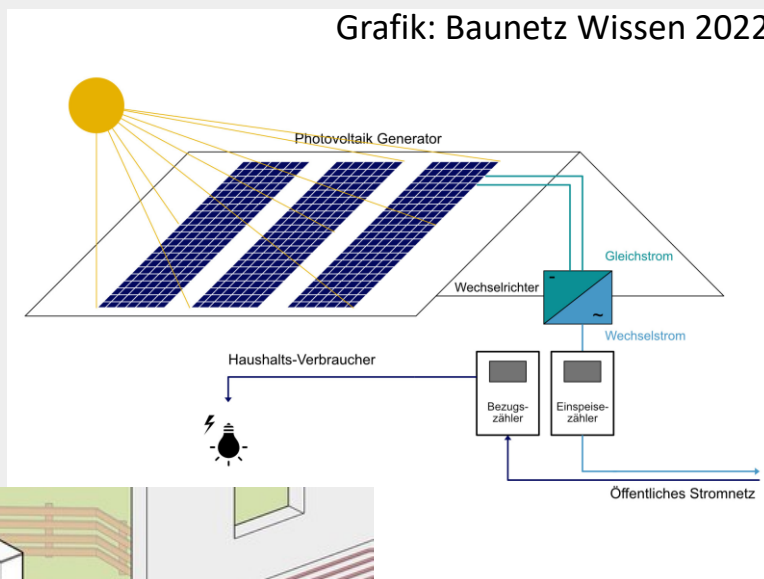 Grafik: Baunetz Wissen 2022
Photovoltaik Generator
Gleichstrom
Wechselrichter
-
~
Wechselstrom
Haushalts-Verbraucher
Bezugs-
zähler
Einspeise-
zähler
Öffentliches Stromnetz